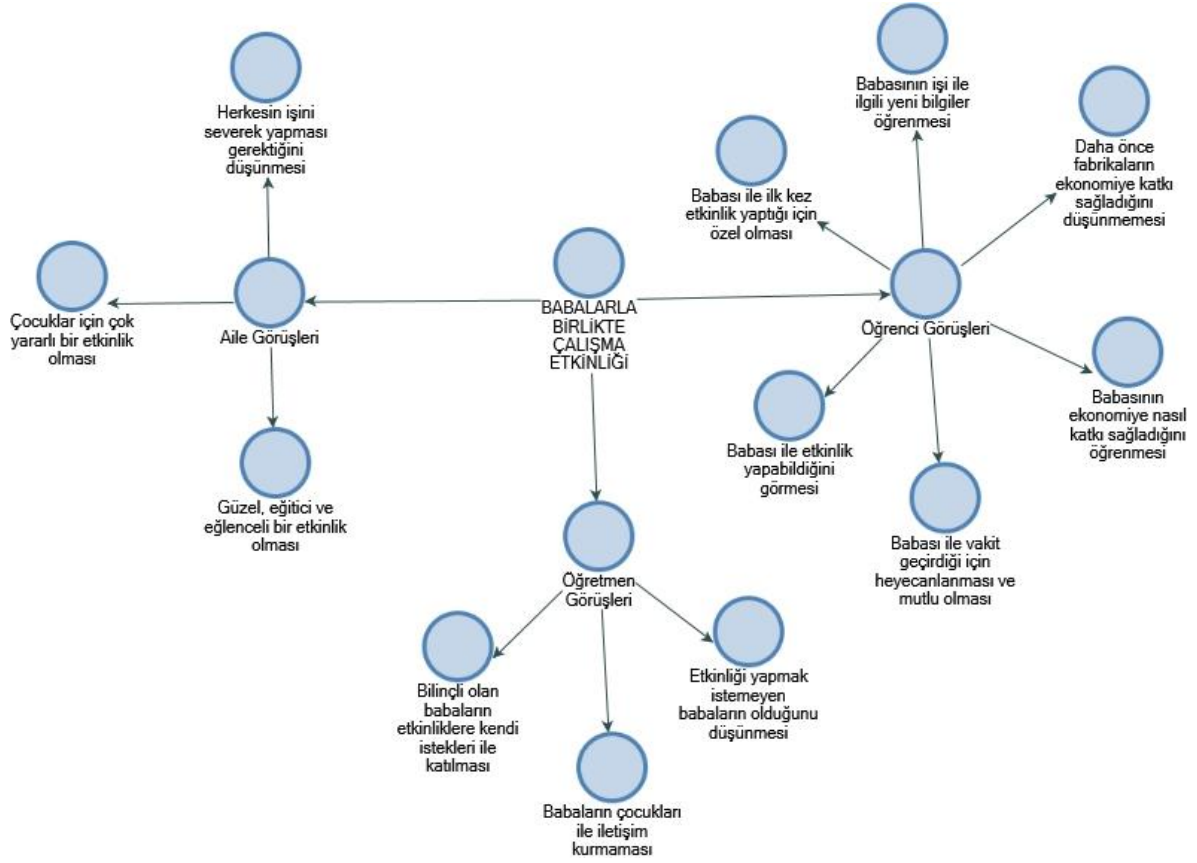 Herkesin işini
severek yapması
gerektiğini
düşünmesi
Çocuklar için çok
yararlı bir etkinlik
olması
Aile Görüşleri
Güzel, eğitici ve
eğlenceli bir etkinlik
olması
BABALARLA
BİRLİKTE
ÇALIŞMA
ETKİNLİĞİ
Babasının işi ile
ilgili yeni bilgiler
öğrenmesi
Daha önce
fabrikaların
ekonomiye katkı
sağladığını
düşünmemesi
Babası ile ilk kez
etkinlik yaptığı için
özel olması
Öğrenci Görüşleri
Babasının
ekonomiye nasıl
katkı sağladığını
öğrenmesi
Babası ile etkinlik
yapabildiğini
görmesi
Babası ile vakit
geçirdiği için
heyecanlanması ve
mutlu olması
Öğretmen
Görüşleri
Bilinçli olan
babaların
etkinliklere kendi
istekleri ile
katılması
Etkinliği yapmak
istemeyen
babaların olduğunu
düşünmesi
Babaların çocukları
ile iletişim
kurmaması